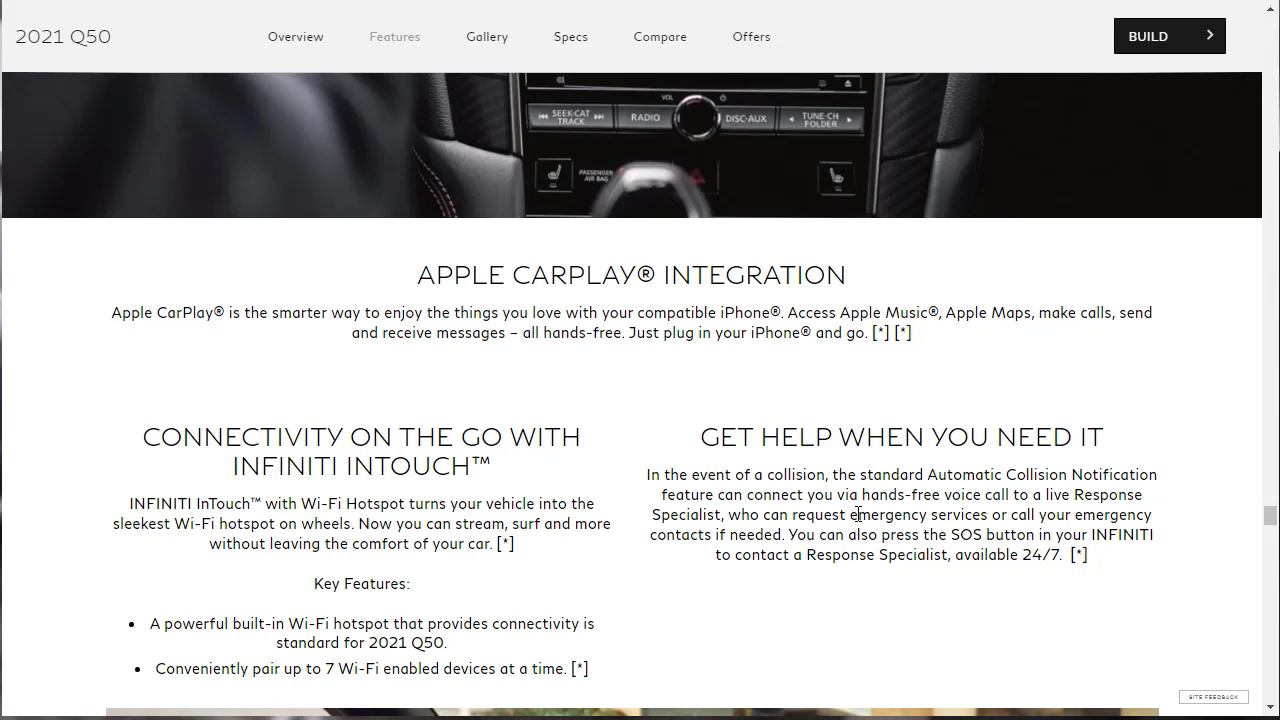 2021 Q50
Overview
Features
Gallery
Specs
Compare
Offers
BUILD
VOL
SEEK·CAT
TRACK
RADIO
DISC·AUX
TUNE·CH
FOLDER
PASSENGER
AIR BAG
APPLE CARPLAY® INTEGRATION
Apple CarPlay® is the smarter way to enjoy the things you love with your compatible iPhone®. Access Apple Music®, Apple Maps, make calls, send
and receive messages – all hands-free. Just plug in your iPhone® and go. [*] [*]
CONNECTIVITY ON THE GO WITH
INFINITI INTOUCH™
INFINITI InTouch™ with Wi-Fi Hotspot turns your vehicle into the
sleekest Wi-Fi hotspot on wheels. Now you can stream, surf and more
without leaving the comfort of your car. [*]
Key Features:
• A powerful built-in Wi-Fi hotspot that provides connectivity is
standard for 2021 Q50.
• Conveniently pair up to 7 Wi-Fi enabled devices at a time. [*]
GET HELP WHEN YOU NEED IT
In the event of a collision, the standard Automatic Collision Notification
feature can connect you via hands-free voice call to a live Response
Specialist, who can request emergency services or call your emergency
contacts if needed. You can also press the SOS button in your INFINITI
to contact a Response Specialist, available 24/7. [*]
SITE FEEDBACK